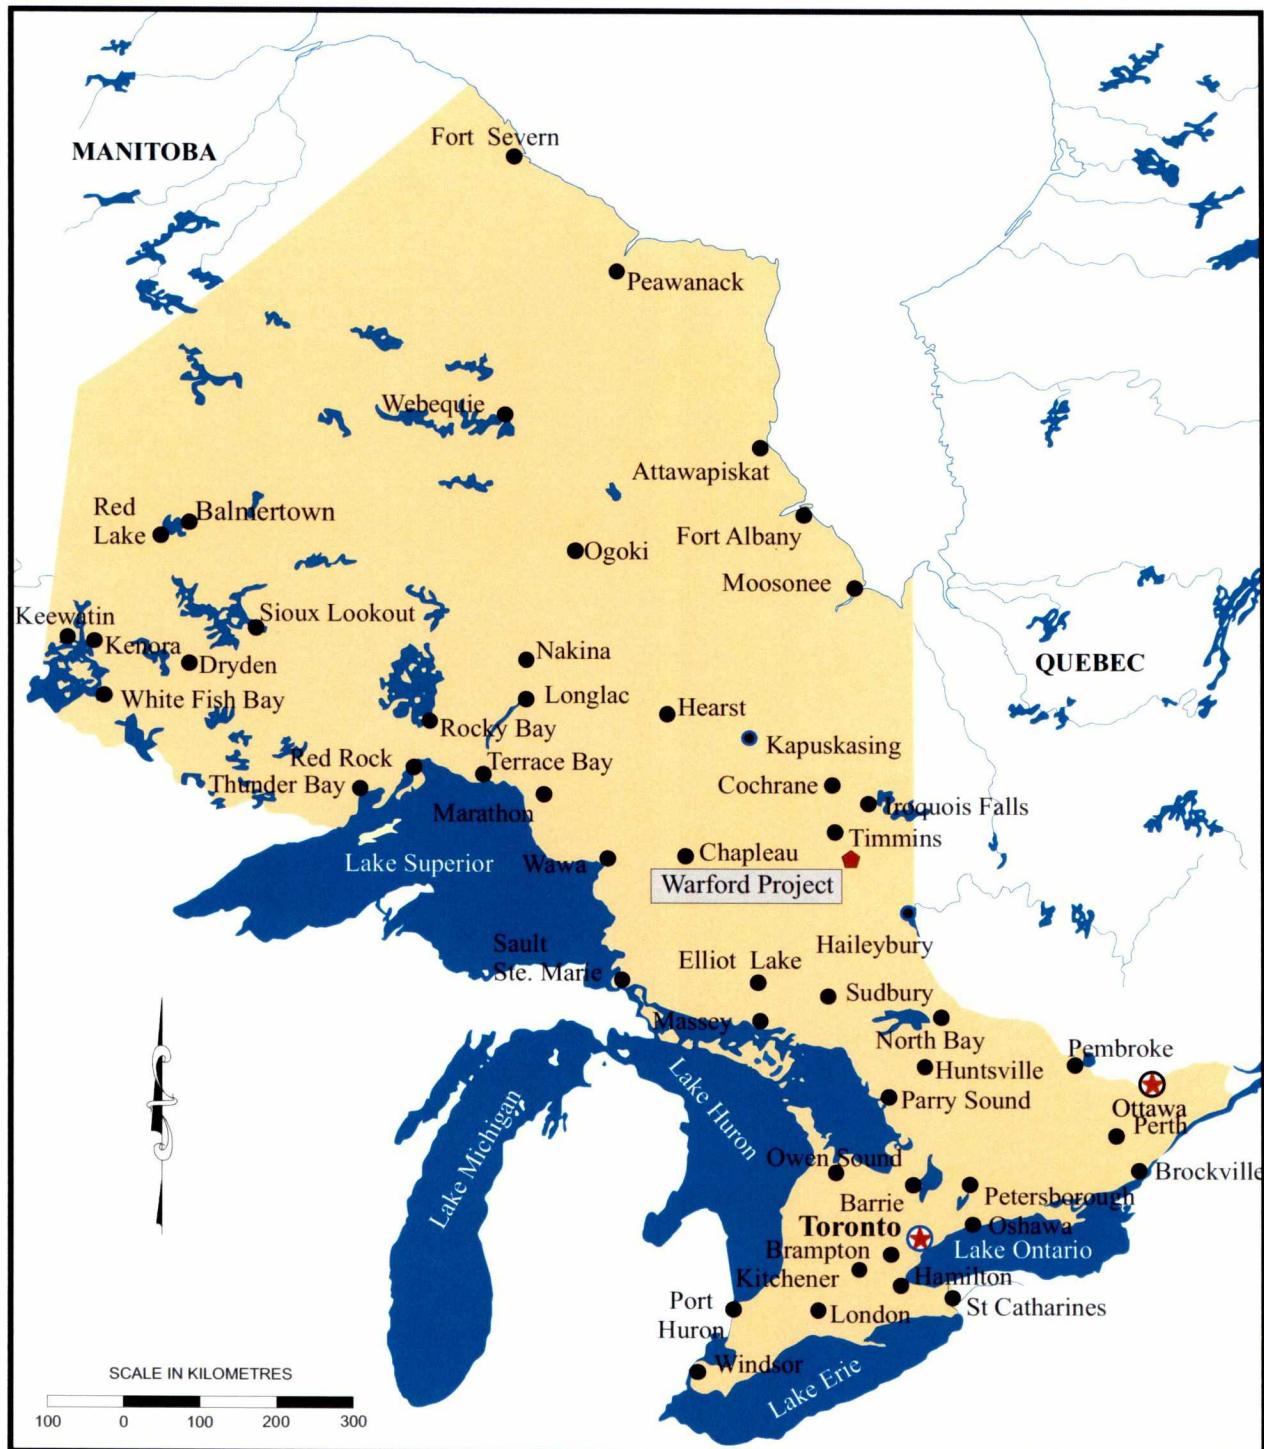 Fort Severn
MANITOBA
Peawanack
Webequie
Attawapiskat
Red
Lake
Balmertown
Fort Albany
Ogoki
Moosonee
Keewatin
Sioux Lookout
Kenora
Dryden
Nakina
QUEBEC
White Fish Bay
Longlac
Hearst
Rocky Bay
Kapuskasing
Red Rock
Terrace Bay
Thunder Bay
Cochrane
Marathon
Iroquois Falls
Timmins
Lake Superior
Wawa
Chapleau
Warford Project
Sault
Ste. Marie
Haileybury
Elliot Lake
Sudbury
Massey
North Bay
Pembroke
Huntsville
Lake Huron
Parry Sound
Ottawa
Perth
Lake Michigan
Owen Sound
Brockville
Barrie
Petersborough
Toronto
Oshawa
Brampton
Lake Ontario
Kitchener
Hamilton
Port
Huron
London
St Catharines
Windsor
Lake Erie
SCALE IN KILOMETRES
100 0 100 200 300